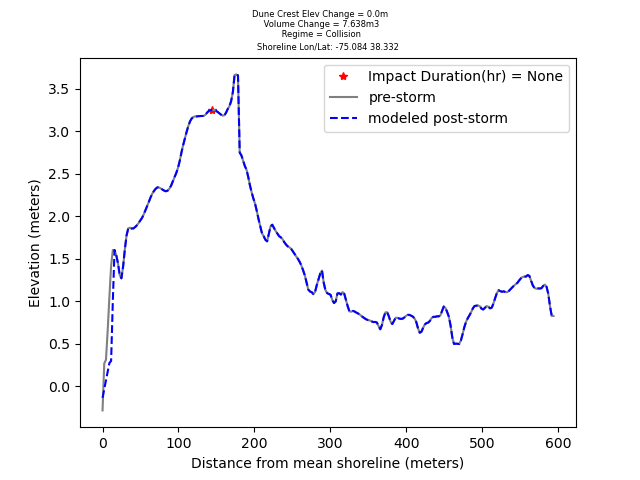 Dune Crest Elev Change = 0.0m
Volume Change = 7.638m3
Regime = Collision
Shoreline Lon/Lat: -75.084 38.332
Impact Duration(hr) = None
pre-storm
modeled post-storm
3.5
3.0
2.5
2.0
1.5
1.0
0.5
0.0
Elevation (meters)
0 100 200 300 400 500 600
Distance from mean shoreline (meters)